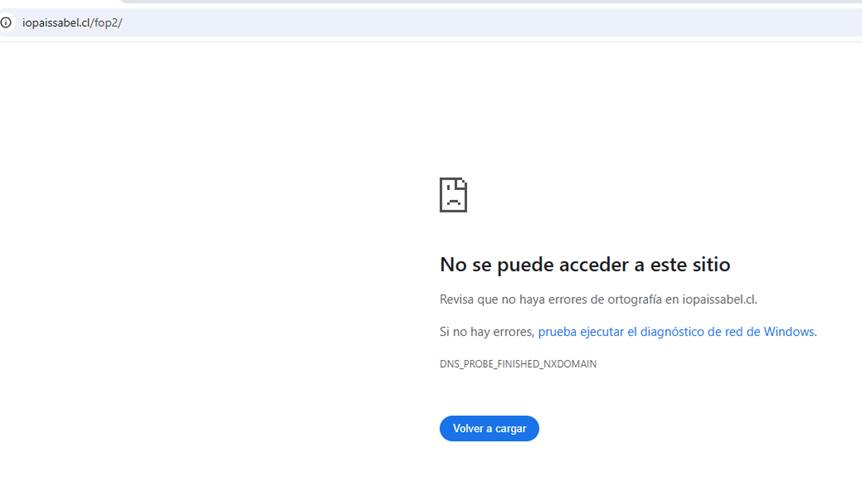 iopaissabel.cl/fop2/
No se puede acceder a este sitio
Revisa que no haya errores de ortografía en iopaissabel.cl.
Si no hay errores, prueba ejecutar el diagnóstico de red de Windows.
DNS_PROBE_FINISHED_NXDOMAIN
Volver a cargar